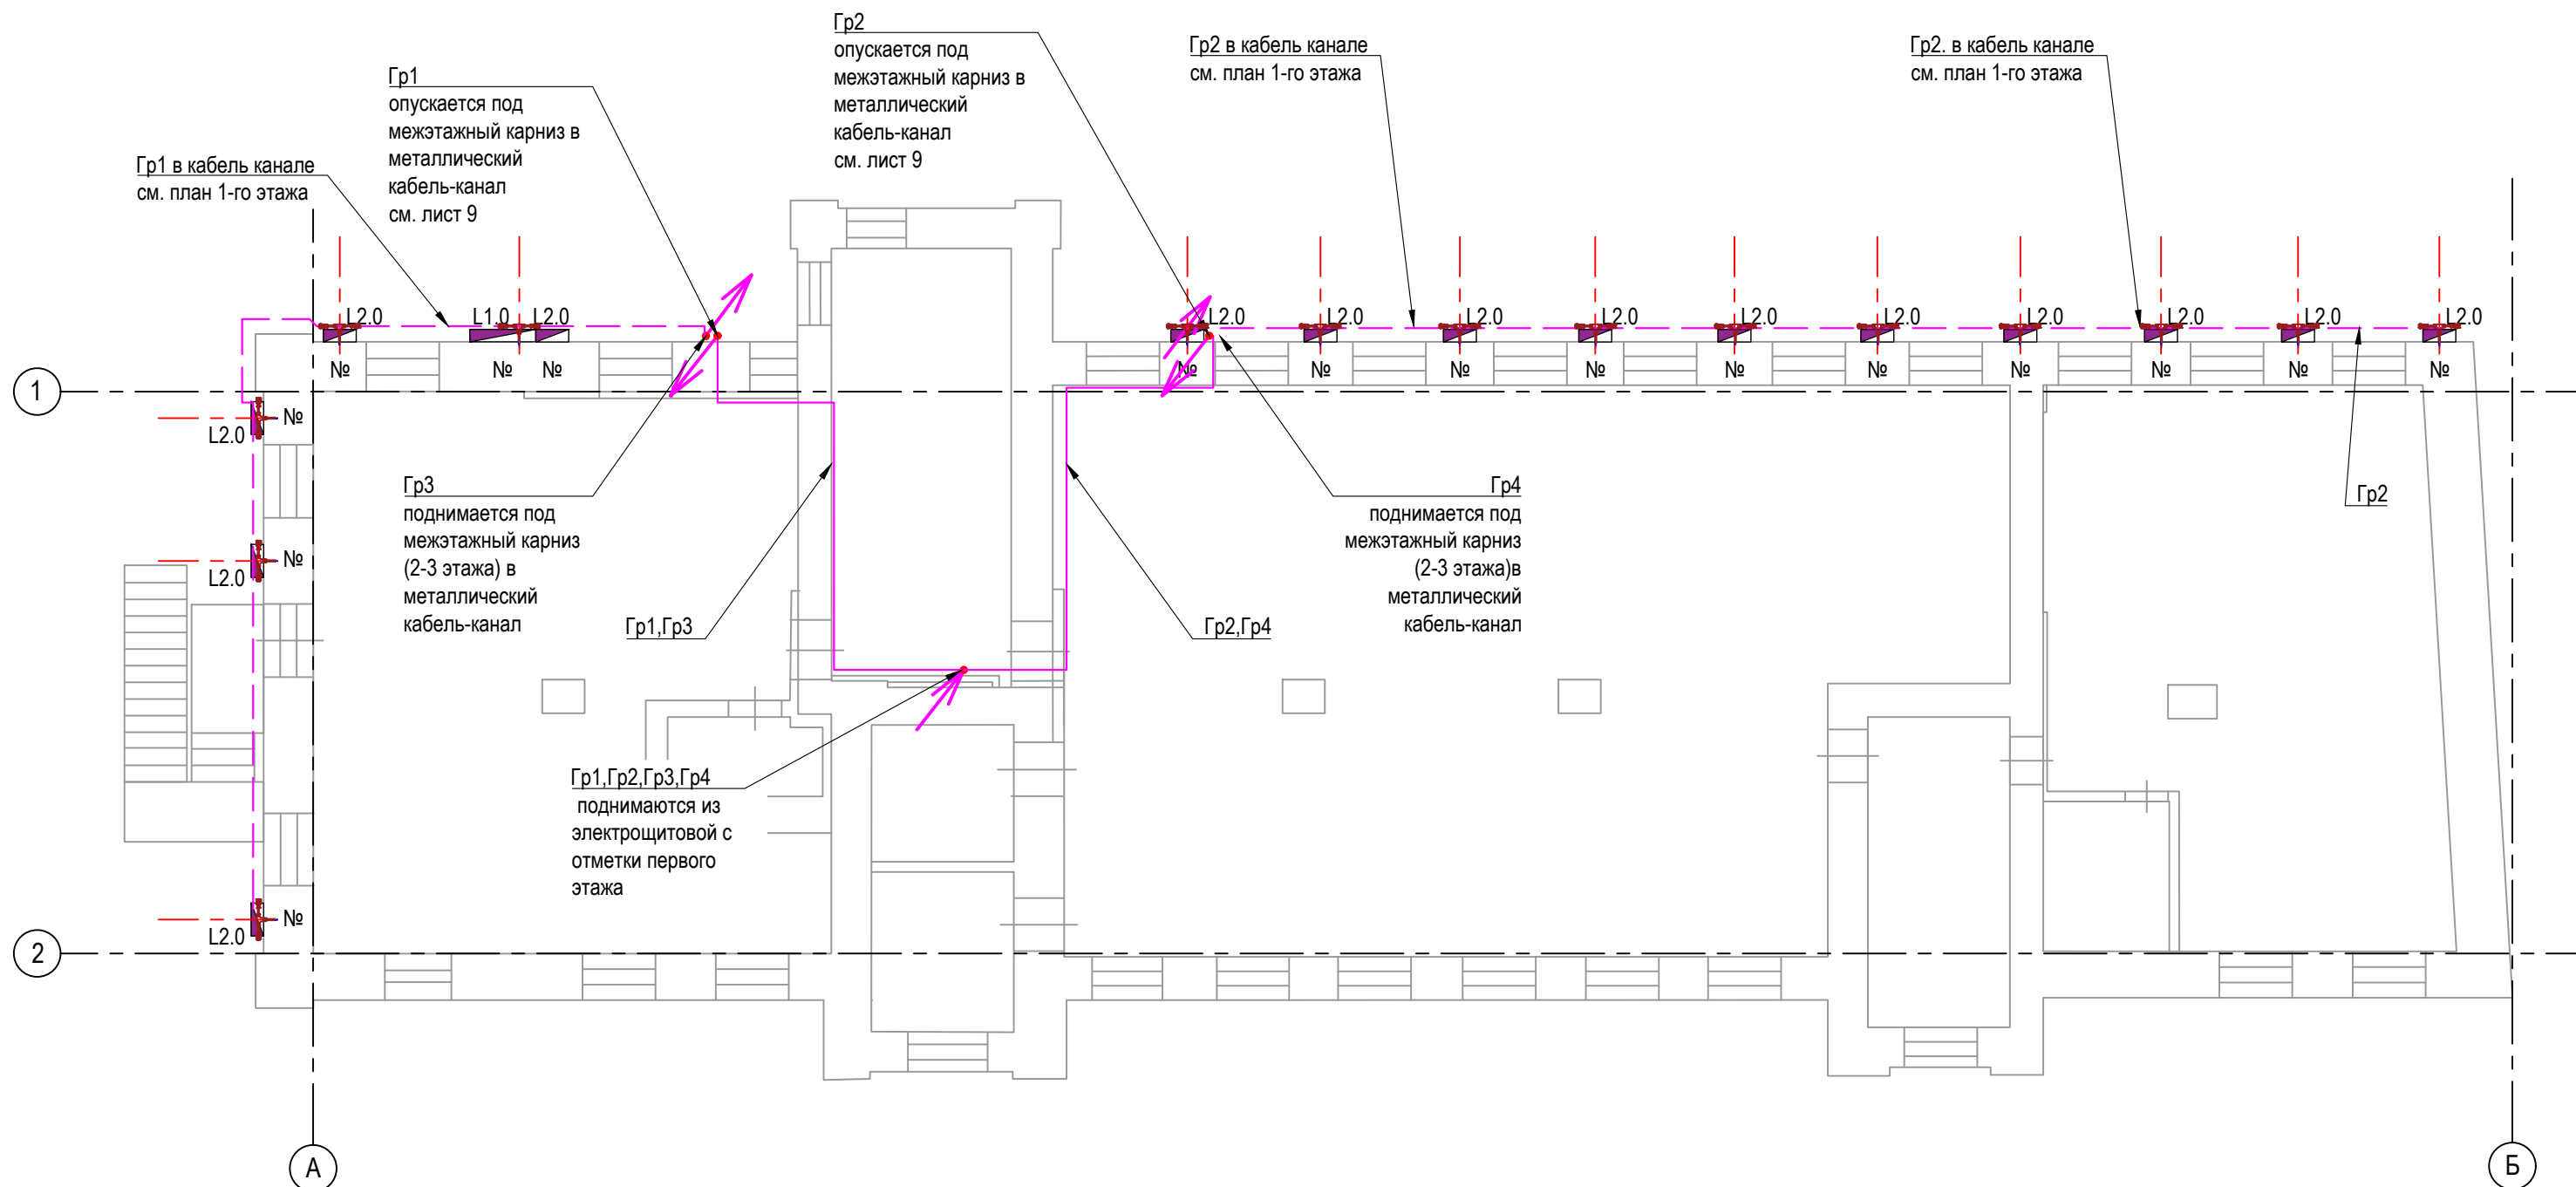 Гр2
опускается под
межэтажный карниз в
металлический
кабель-канал
см. лист 9
Гр2 в кабель канале
см. план 1-го этажа
Гр2. в кабель канале
см. план 1-го этажа
Гр1
опускается под
межэтажный карниз в
металлический
кабель-канал
см. лист 9
Гр1 в кабель канале
см. план 1-го этажа
L2.0
L1.0
L2.0
L2.0
L2.0
L2.0
L2.0
L2.0
L2.0
L2.0
L2.0
L2.0
L2.0
№
№
№
№
№
№
№
№
№
№
№
№
№
1
№
L2.0
Гр3
поднимается под
межэтажный карниз
(2-3 этажа) в
металлический
кабель-канал
Гр4
поднимается под
межэтажный карниз
(2-3 этажа)в
металлический
кабель-канал
Гр2
№
L2.0
Гр1,Гр3
Гр2,Гр4
Гр1,Гр2,Гр3,Гр4
поднимаются из
электрощитовой с
отметки первого
этажа
№
L2.0
2
А
Б